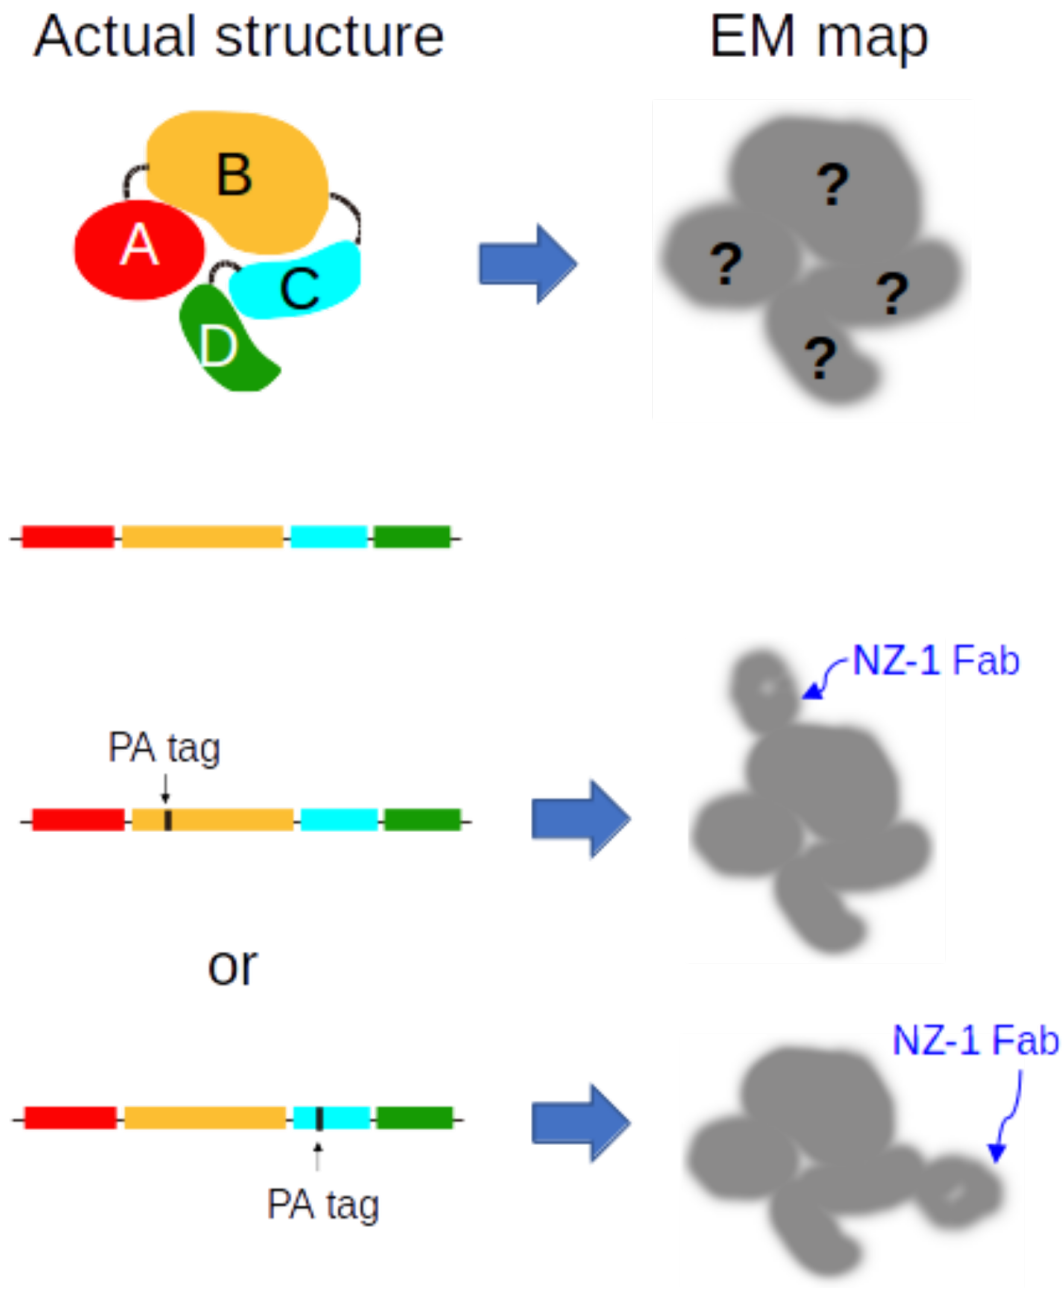 Actual structure
EM map
B
A
C
D
?
?
?
?
NZ-1 Fab
PA tag
or
NZ-1 Fab
PA tag